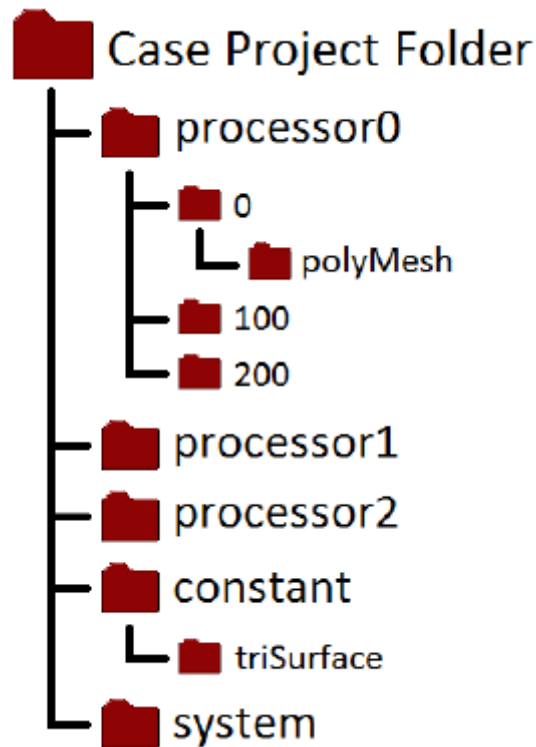 Case Project Folder
processor0
0
polyMesh
100
200
processor1
processor2
constant
triSurface
system